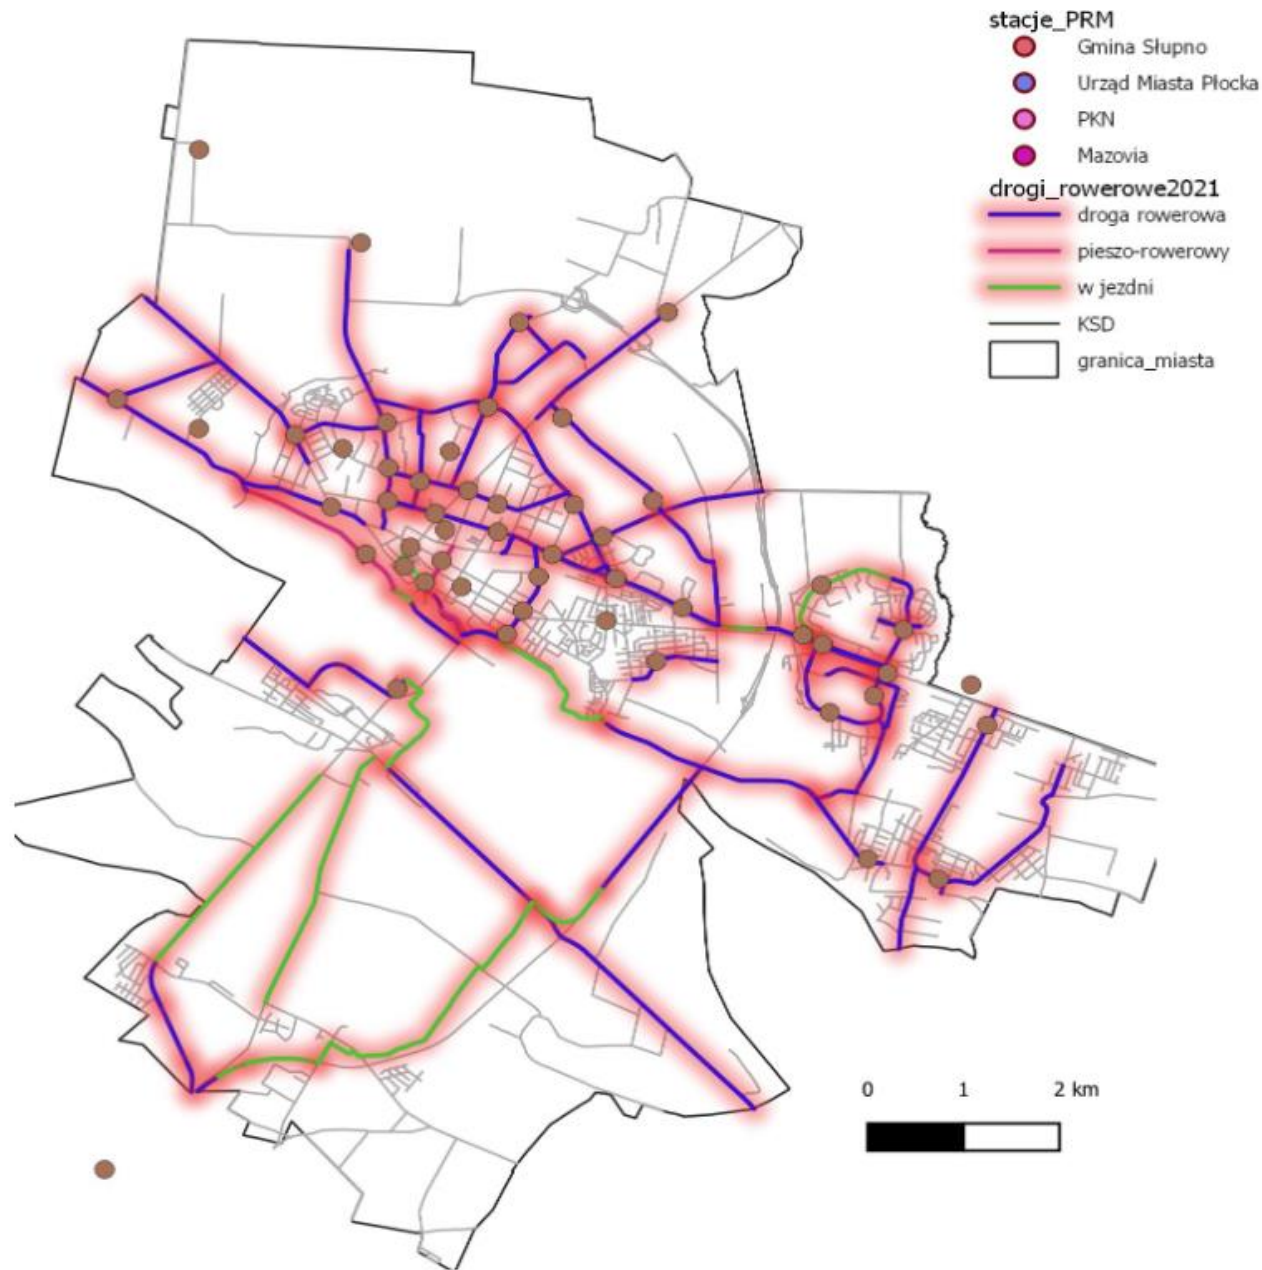 stacje_PRM
Gmina Słupno
Urząd Miasta Płocka
PKN
Mazovia
drogi_rowerowe2021
droga rowerowa
pieszo-rowerowy
w jezdni
KSD
granica_miasta
0 1 2 km